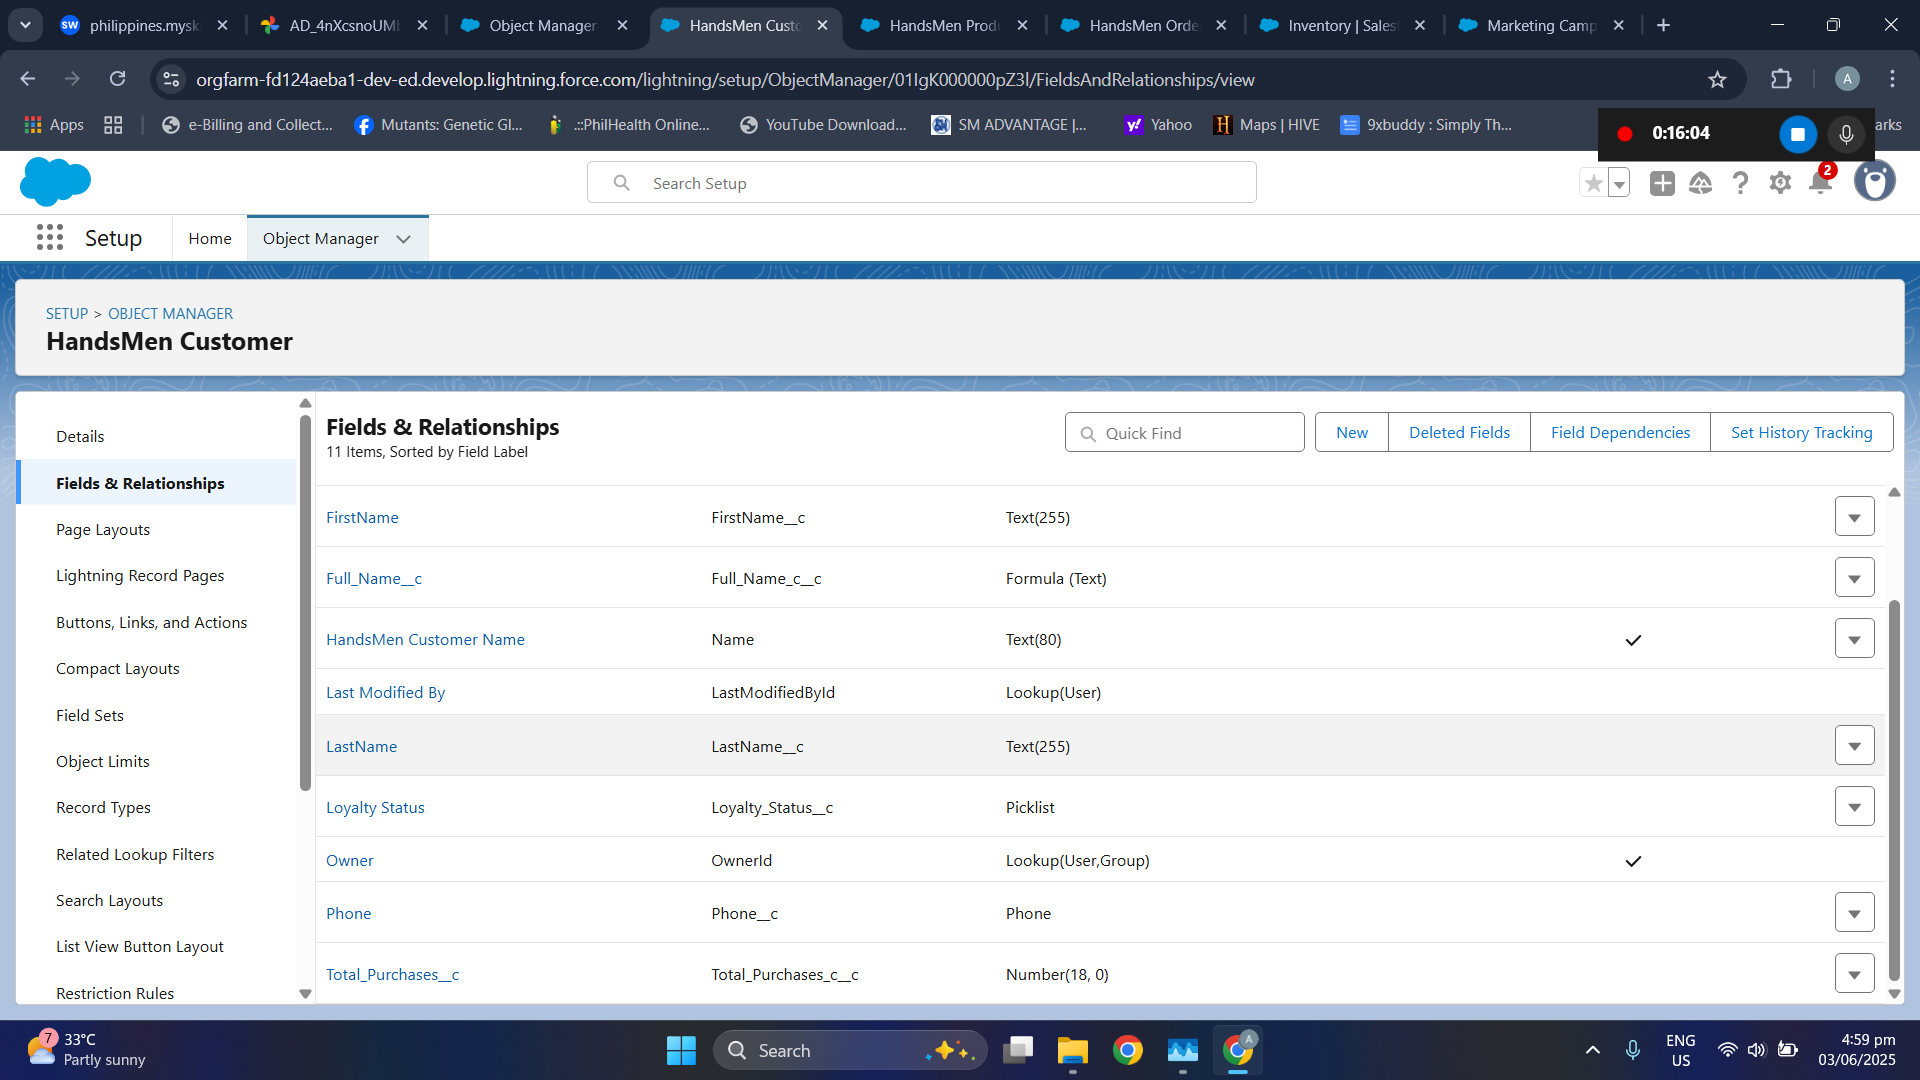 philippines.mysk
AD_4nXcsnoUM
Object Manager
HandsMen Custo
HandsMen Produ
HandsMen Orde
Inventory | Sales
Marketing Camp
orgfarm-fd124aeba1-dev-ed.develop.lightning.force.com/lightning/setup/ObjectManager/01IgK000000pZ3l/FieldsAndRelationships/view
A
Apps
e-Billing and Collect...
Mutants: Genetic Gl...
.::PhilHealth Online...
YouTube Download...
SM ADVANTAGE |...
Yahoo
Maps | HIVE
9xbuddy : Simply Th...
0:16:04
arks
Search Setup
2
Setup
Home
Object Manager
SETUP > OBJECT MANAGER
HandsMen Customer
Details
Fields & Relationships
Page Layouts
Lightning Record Pages
Buttons, Links, and Actions
Compact Layouts
Field Sets
Object Limits
Record Types
Related Lookup Filters
Search Layouts
List View Button Layout
Restriction Rules
Fields & Relationships
11 Items, Sorted by Field Label
Quick Find
New
Deleted Fields
Field Dependencies
Set History Tracking
FirstName FirstName__c Text(255)
Full_Name__c Full_Name_c__c Formula (Text)
HandsMen Customer Name Name Text(80)
Last Modified By LastModifiedById Lookup(User)
LastName LastName__c Text(255)
Loyalty Status Loyalty_Status__c Picklist
Owner OwnerId Lookup(User,Group)
Phone Phone__c Phone
Total_Purchases__c Total_Purchases_c__c Number(18, 0)
7
33°C
Partly sunny
Search
A
ENG
US
4:59 pm
03/06/2025